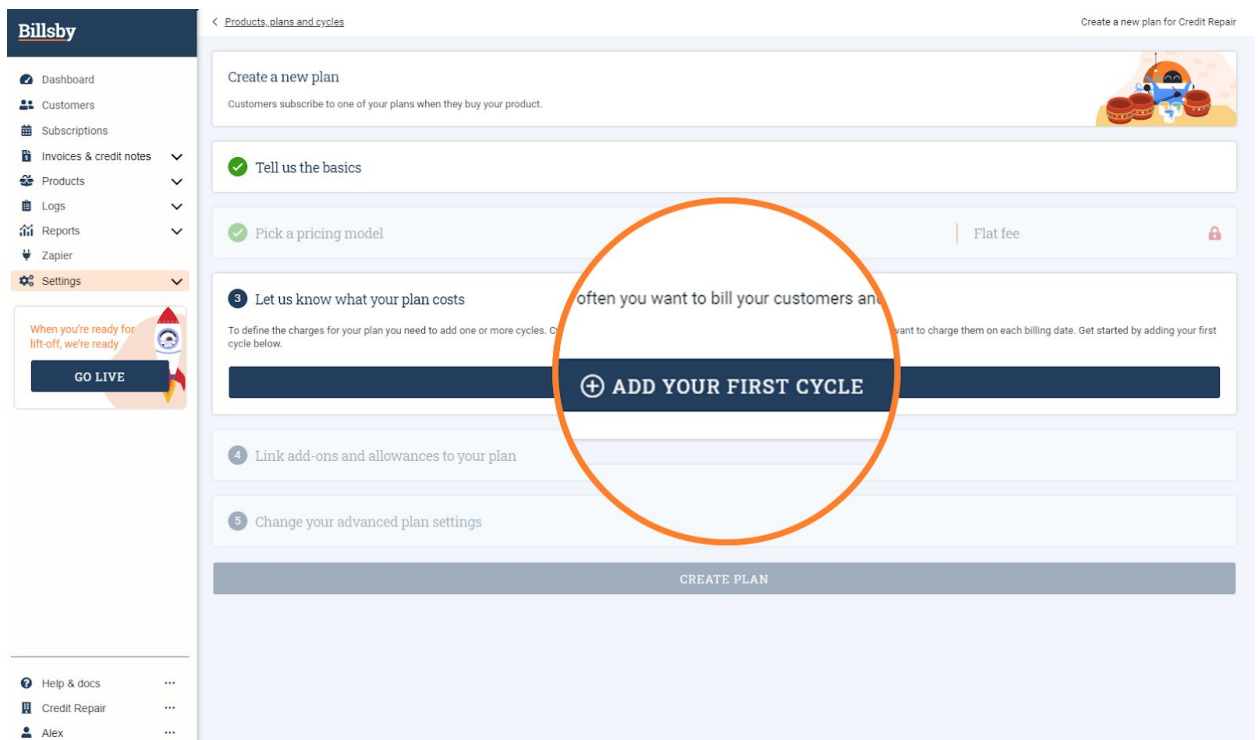 Billsby
Products, plans and cycles
Create a new plan for Credit Repair
Dashboard
Customers
Subscriptions
Invoices & credit notes
Products
Logs
Reports
Zapier
Settings
When you're ready for
lift-off, we're ready
GO LIVE
Help & docs
Credit Repair
Alex
Create a new plan
Customers subscribe to one of your plans when they buy your product.
Tell us the basics
Pick a pricing model
Flat fee
3 Let us know what your plan costs
To define the charges for your plan you need to add one or more cycles.
often you want to bill your customers
want to charge them on each billing date. Get started by adding your first
cycle below.
ADD YOUR FIRST CYCLE
4 Link add-ons and allowances to your plan
5 Change your advanced plan settings
CREATE PLAN